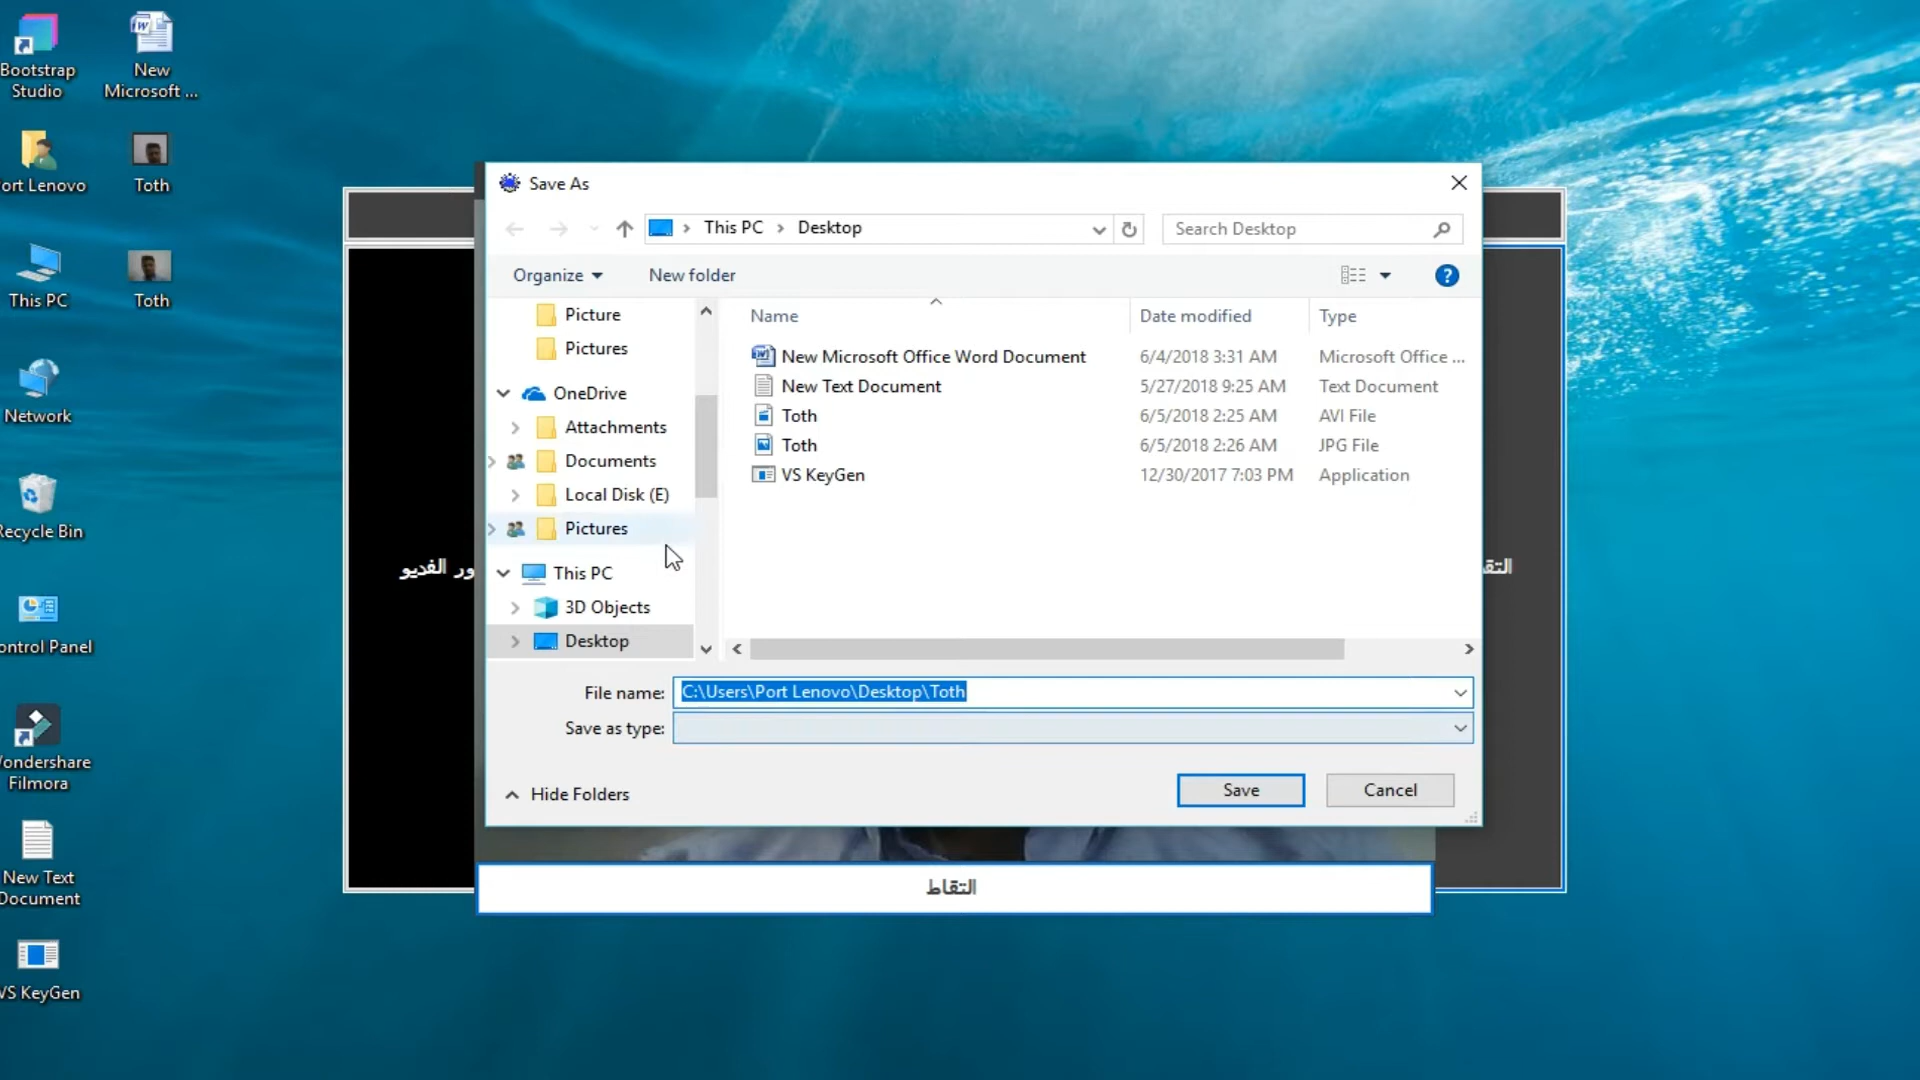 Bootstrap
Studio
New
Microsoft ...
ort Lenovo
Toth
This PC
Toth
Network
Recycle Bin
ontrol Panel
ondershare
Filmora
New Text
Document
VS KeyGen
Save As
This PC
Desktop
Search Desktop
Organize
New folder
?
Picture
Pictures
OneDrive
Attachments
Documents
Local Disk (E)
Pictures
This PC
3D Objects
Desktop
Name Date modified Type
New Microsoft Office Word Document 6/4/2018 3:31 AM Microsoft Office ...
New Text Document 5/27/2018 9:25 AM Text Document
Toth 6/5/2018 2:25 AM AVI File
Toth 6/5/2018 2:26 AM JPG File
VS KeyGen 12/30/2017 7:03 PM Application
File name: C:\Users\Port Lenovo\Desktop\Toth
Save as type:
Hide Folders
Save
Cancel
ور الفديو
التق
التقاط